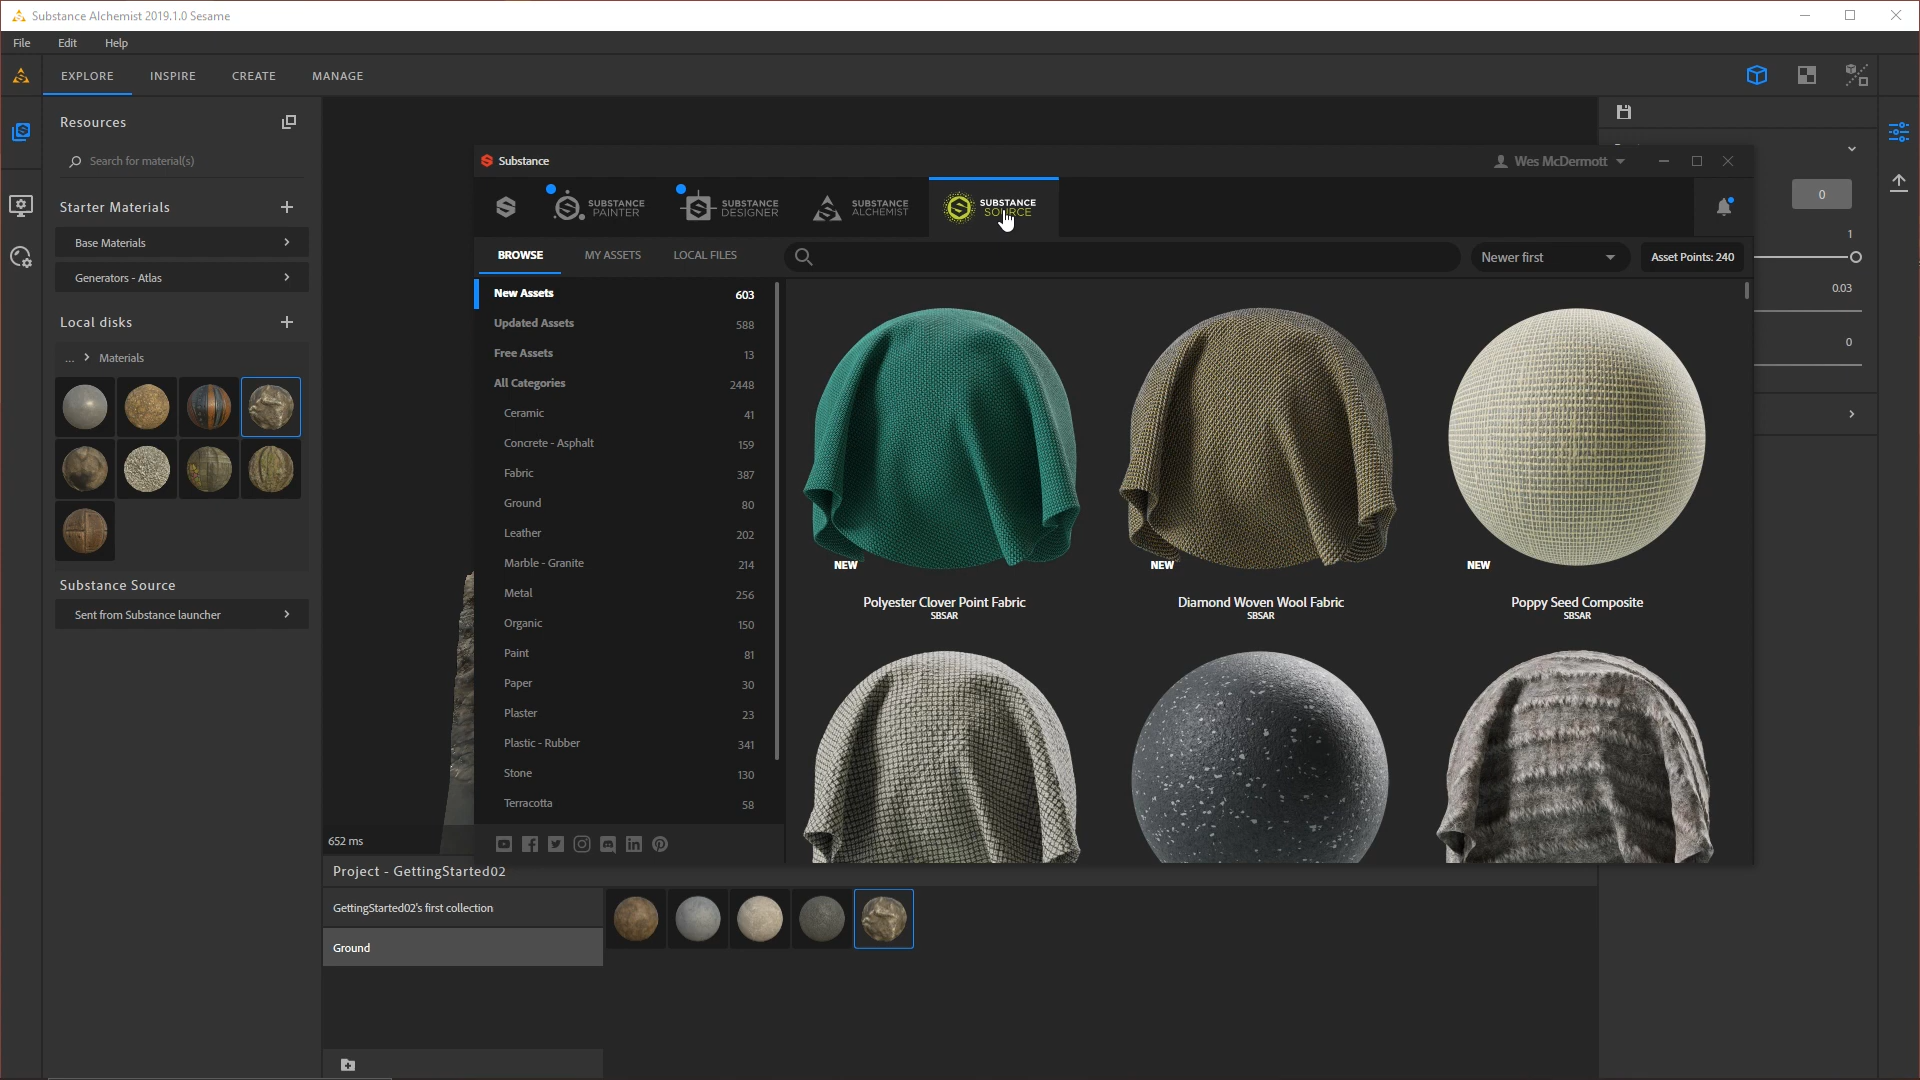 Substance Alchemist 2019.1.0 Sesame
File Edit Help
EXPLORE INSPIRE CREATE MANAGE
Resources
Search for material(s)
Starter Materials
Base Materials
Generators - Atlas
Local disks
... > Materials
Substance Source
Sent from Substance launcher
Substance
Wes McDermott
SUBSTANCE PAINTER
SUBSTANCE DESIGNER
SUBSTANCE ALCHEMIST
SUBSTANCE SOURCE
BROWSE MY ASSETS LOCAL FILES
Newer first
Asset Points: 240
New Assets 603
Updated Assets 588
Free Assets 13
All Categories 2448
Ceramic 41
Concrete - Asphalt 159
Fabric 387
Ground 80
Leather 202
Marble - Granite 214
Metal 256
Organic 150
Paint 81
Paper 30
Plaster 23
Plastic - Rubber 341
Stone 130
Terracotta 58
NEW
Polyester Clover Point Fabric
SBSAR
NEW
Diamond Woven Wool Fabric
SBSAR
NEW
Poppy Seed Composite
SBSAR
0
1
0.03
0
652 ms
Project - GettingStarted02
GettingStarted02's first collection
Ground